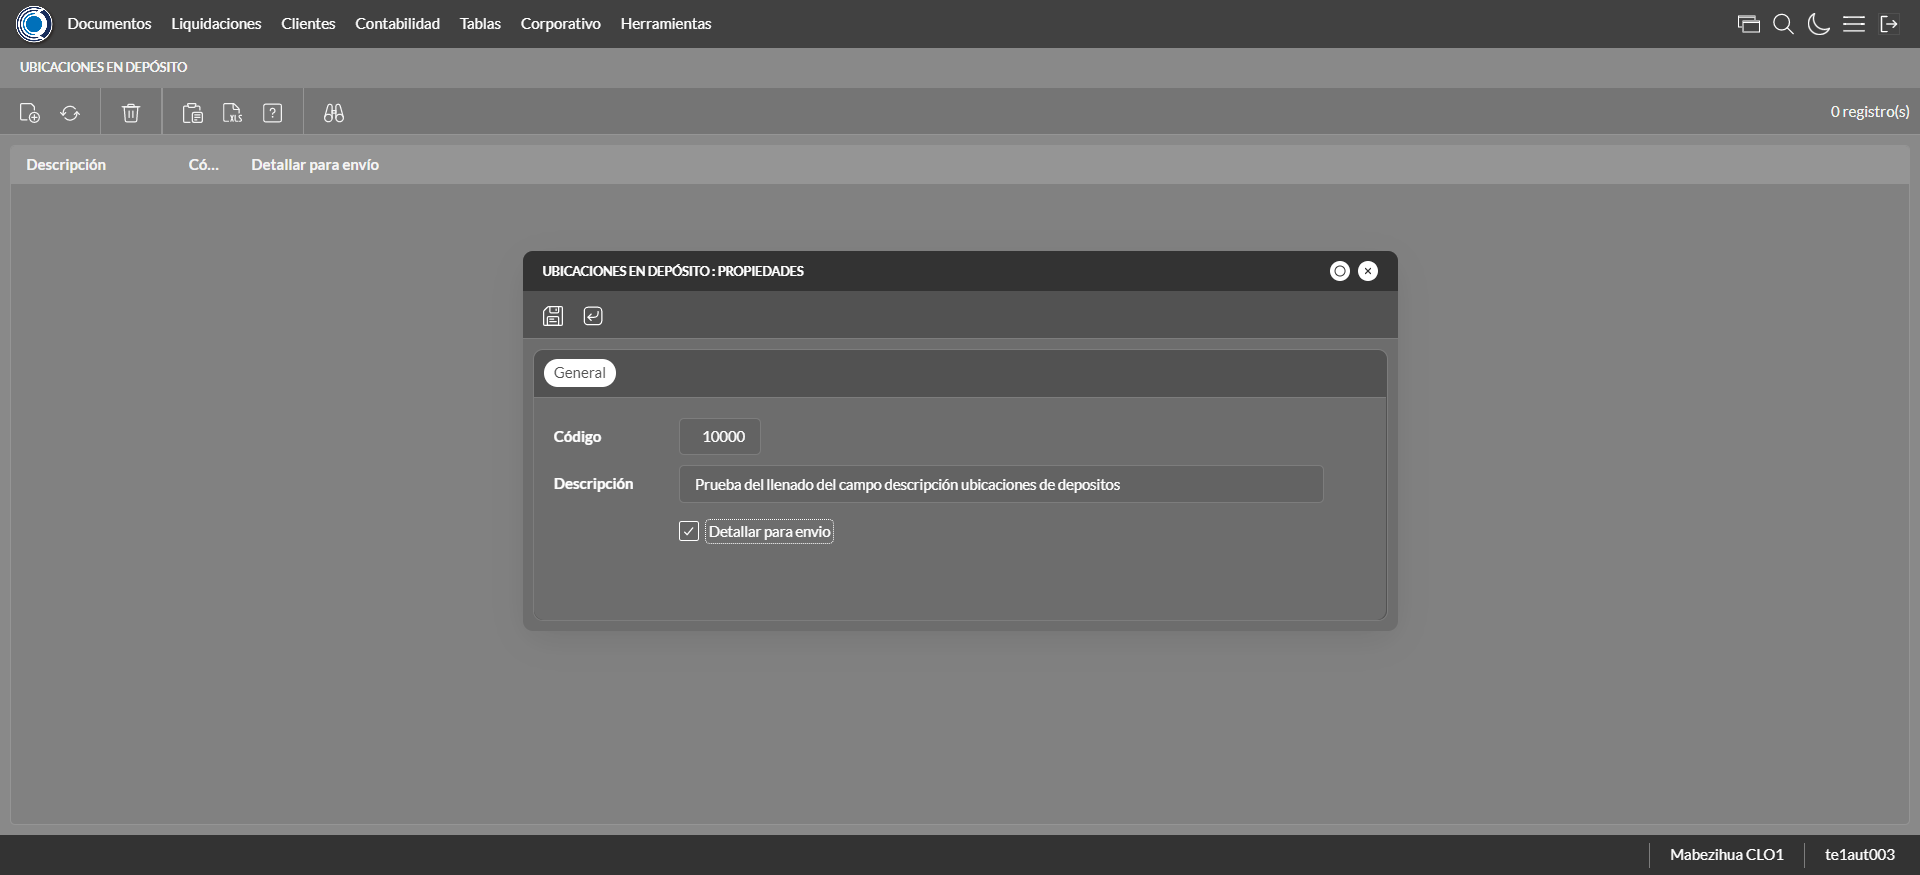 Documentos Liquidaciones Clientes Contabilidad Tablas Corporativo Herramientas
UBICACIONES EN DEPÓSITO
XLS ? 0 registro(s)
Descripción Có... Detallar para envío
UBICACIONES EN DEPÓSITO : PROPIEDADES
General
Código 10000
Descripción Prueba del llenado del campo descripción ubicaciones de depositos
Detallar para envio
Mabezihua CLO1 te1aut003